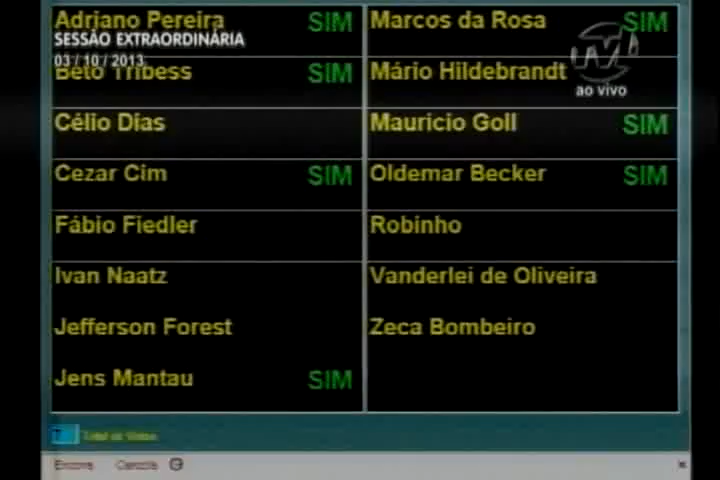 Adriano Pereira SIM
Marcos da Rosa SIM
SESSÃO EXTRAORDINÁRIA
03 / 10 / 2013
TVL
ao vivo
Beto Tribess SIM
Mário Hildebrandt
Célio Dias
Mauricio Goll SIM
Cezar Cim SIM
Oldemar Becker SIM
Fábio Fiedler
Robinho
Ivan Naatz
Vanderlei de Oliveira
Jefferson Forest
Zeca Bombeiro
Jens Mantau SIM